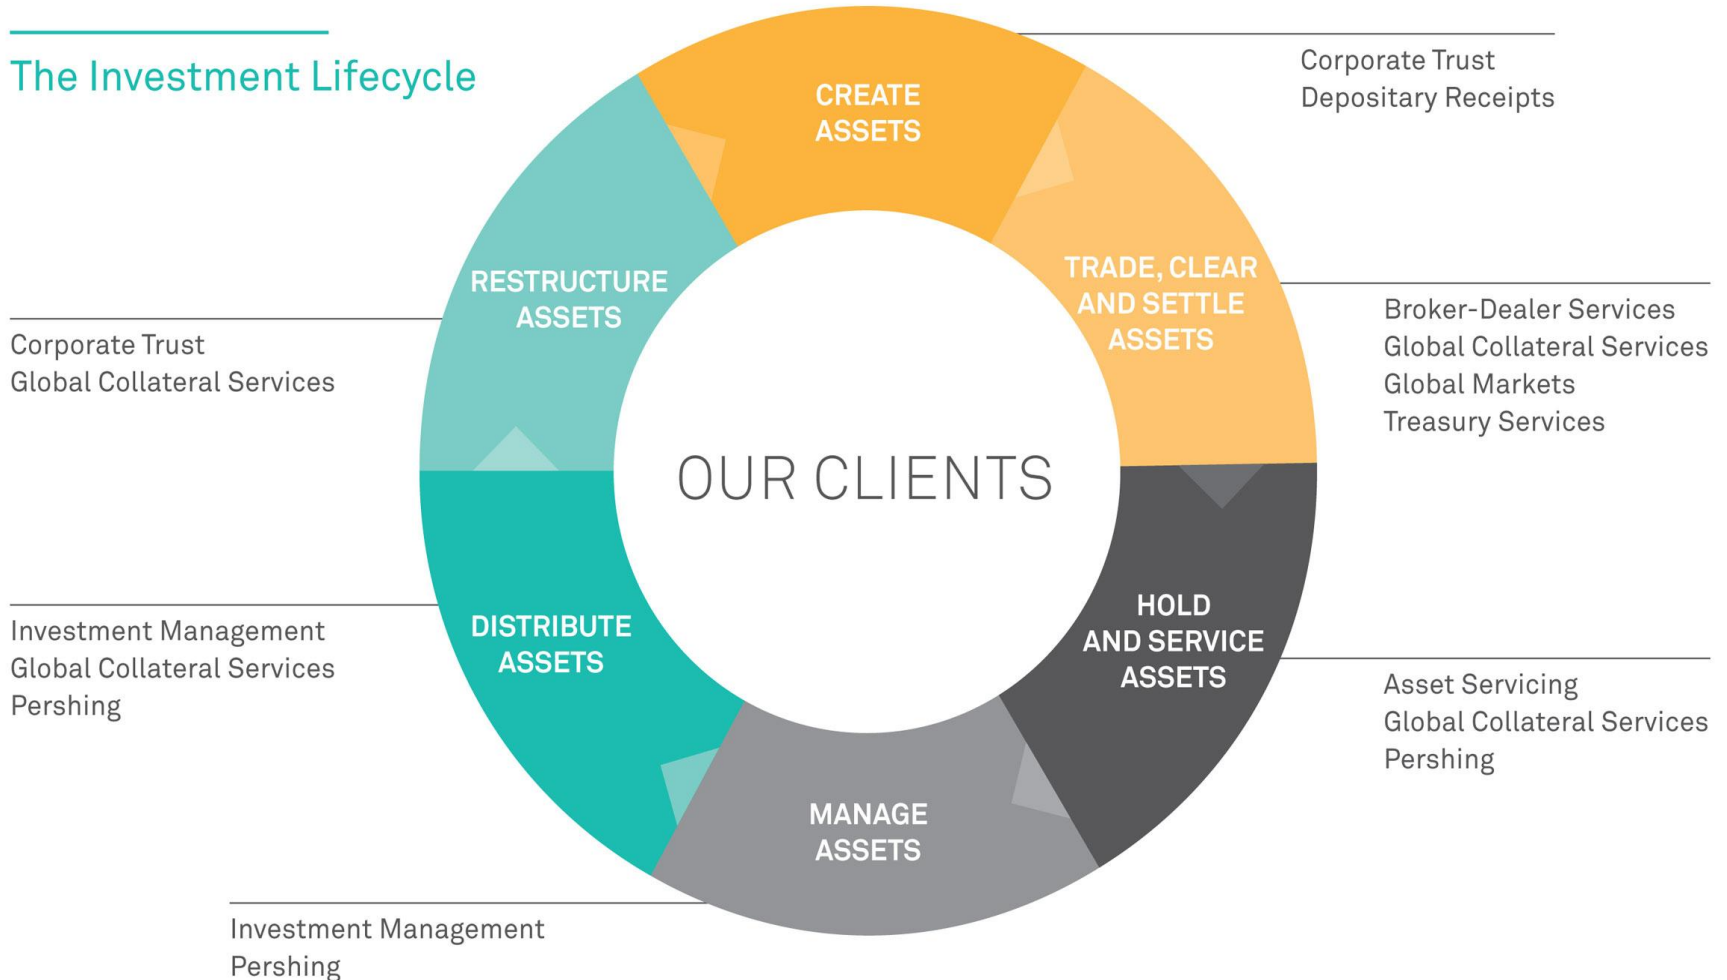 The Investment Lifecycle
CREATE
ASSETS
Corporate Trust
Depositary Receipts
TRADE, CLEAR
AND SETTLE
ASSETS
Broker-Dealer Services
Global Collateral Services
Global Markets
Treasury Services
HOLD
AND SERVICE
ASSETS
Asset Servicing
Global Collateral Services
Pershing
MANAGE
ASSETS
Investment Management
Pershing
DISTRIBUTE
ASSETS
Investment Management
Global Collateral Services
Pershing
RESTRUCTURE
ASSETS
Corporate Trust
Global Collateral Services
OUR CLIENTS